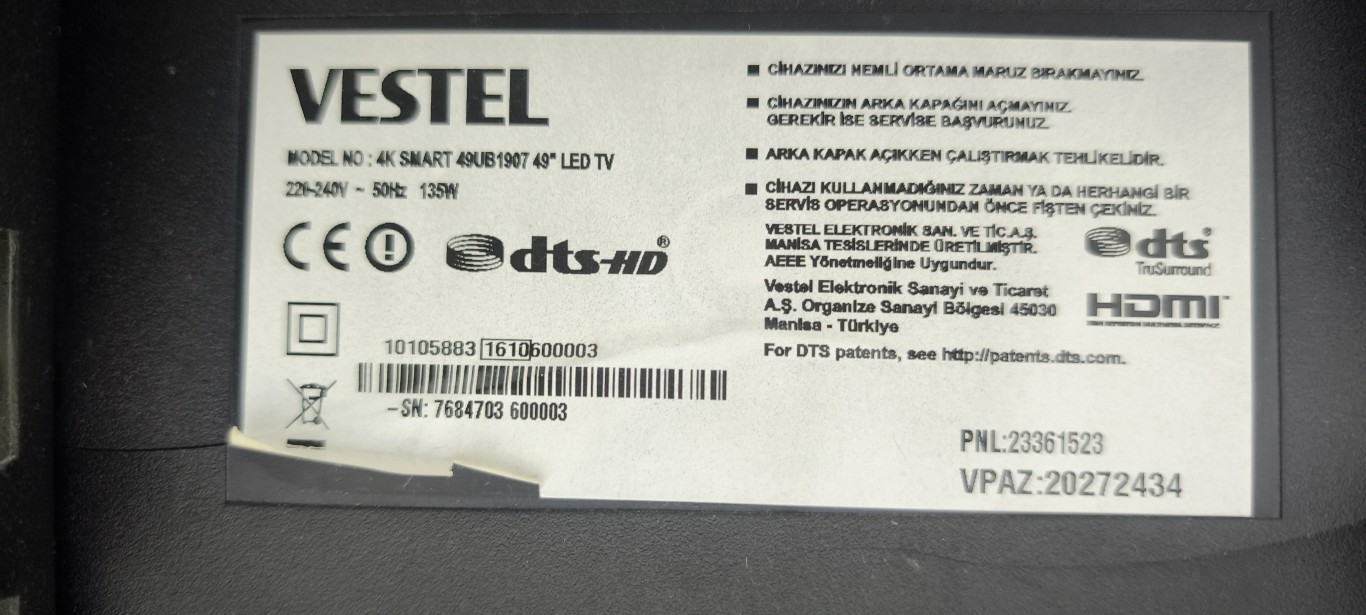 VESTEL
MODEL NO : 4K SMART 49UB1907 49" LED TV
220-240V ~ 50Hz 135W
CE
dts-HD®
10105883 1610600003
-SN: 7684703 600003
■ CİHAZINIZI NEMLİ ORTAMA MARUZ BIRAKMAYINIZ.
■ CİHAZINIZIN ARKA KAPAĞINI AÇMAYINIZ.
GEREKİR İSE SERVİSE BAŞVURUNUZ.
■ ARKA KAPAK AÇIKKEN ÇALIŞTIRMAK TEHLİKELİDİR.
■ CİHAZI KULLANMADIĞINIZ ZAMAN YA DA HERHANGİ BİR
SERVİS OPERASYONUNDAN ÖNCE FİŞTEN ÇEKİNİZ.
VESTEL ELEKTRONİK SAN. VE TİC.A.Ş.
MANİSA TESİSLERİNDE ÜRETİLMİŞTİR.
AEEE Yönetmeliğine Uygundur.
dts®
TruSurround
Vestel Elektronik Sanayi ve Ticaret
A.Ş. Organize Sanayi Bölgesi 45030
Manisa - Türkiye
HDMI™
For DTS patents, see http://patents.dts.com.
PNL:23361523
VPAZ:20272434